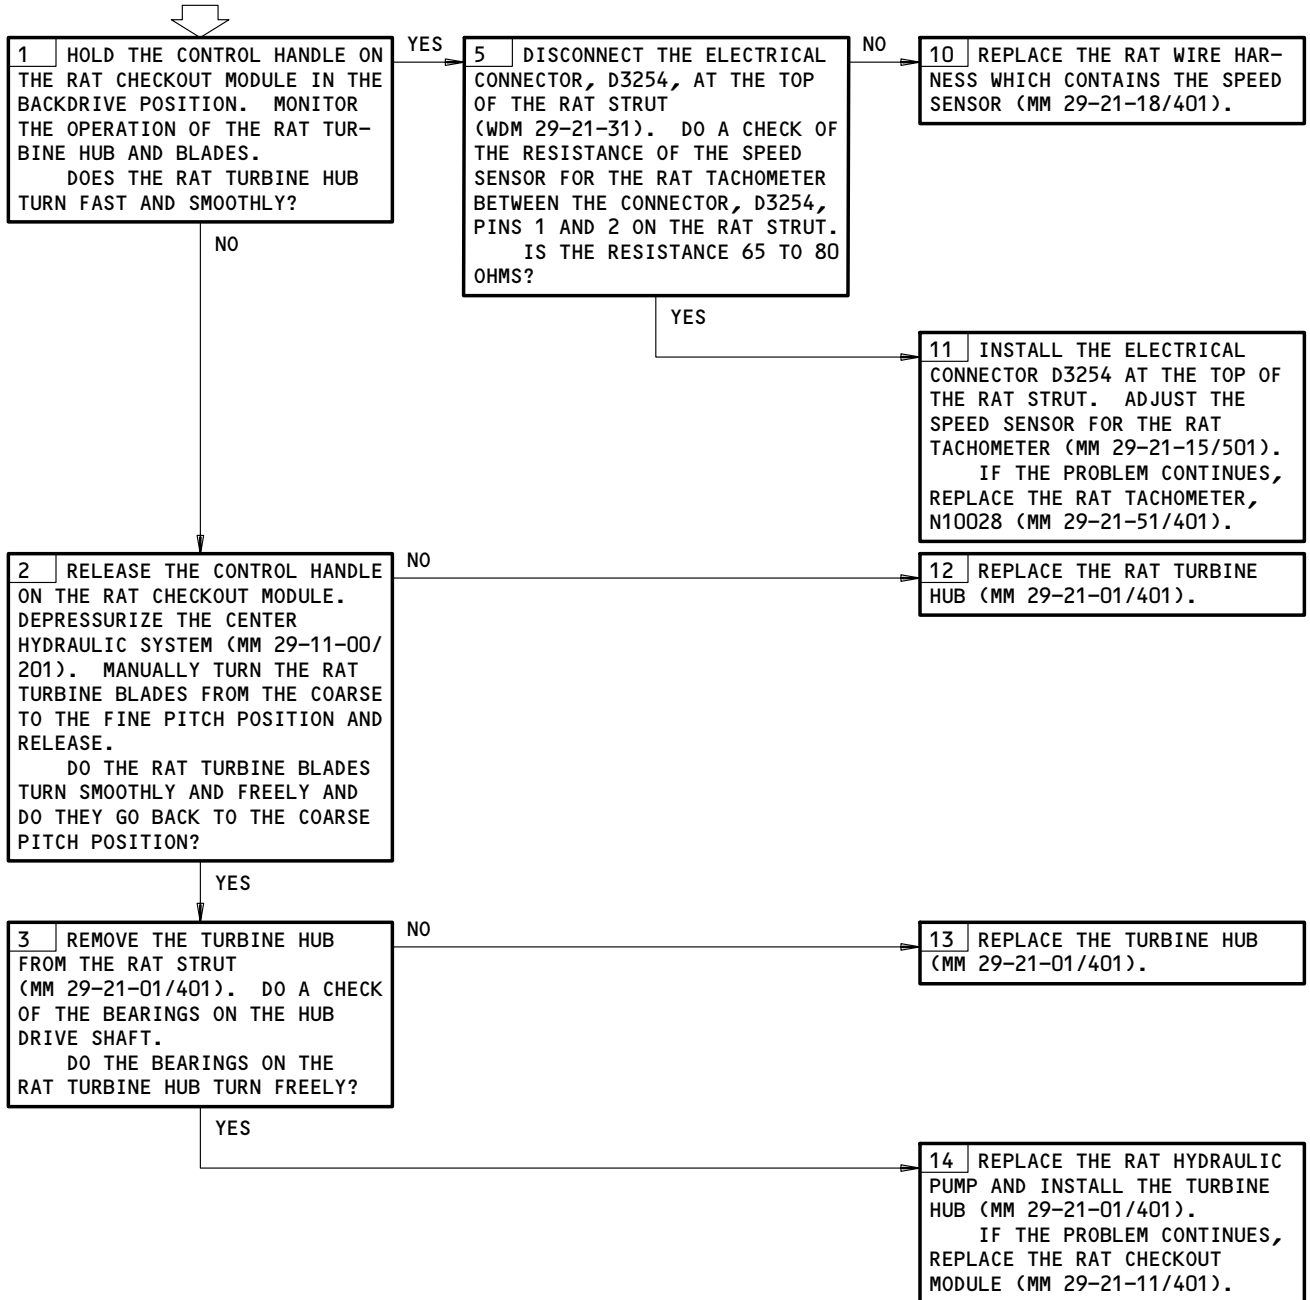 1 HOLD THE CONTROL HANDLE ON
THE RAT CHECKOUT MODULE IN THE
BACKDRIVE POSITION. MONITOR
THE OPERATION OF THE RAT TUR-
BINE HUB AND BLADES.
DOES THE RAT TURBINE HUB
TURN FAST AND SMOOTHLY?
YES
NO
5 DISCONNECT THE ELECTRICAL
CONNECTOR, D3254, AT THE TOP
OF THE RAT STRUT
(WDM 29-21-31). DO A CHECK OF
THE RESISTANCE OF THE SPEED
SENSOR FOR THE RAT TACHOMETER
BETWEEN THE CONNECTOR, D3254,
PINS 1 AND 2 ON THE RAT STRUT.
IS THE RESISTANCE 65 TO 80
OHMS?
NO
YES
10 REPLACE THE RAT WIRE HAR-
NESS WHICH CONTAINS THE SPEED
SENSOR (MM 29-21-18/401).
11 INSTALL THE ELECTRICAL
CONNECTOR D3254 AT THE TOP OF
THE RAT STRUT. ADJUST THE
SPEED SENSOR FOR THE RAT
TACHOMETER (MM 29-21-15/501).
IF THE PROBLEM CONTINUES,
REPLACE THE RAT TACHOMETER,
N10028 (MM 29-21-51/401).
2 RELEASE THE CONTROL HANDLE
ON THE RAT CHECKOUT MODULE.
DEPRESSURIZE THE CENTER
HYDRAULIC SYSTEM (MM 29-11-00/
201). MANUALLY TURN THE RAT
TURBINE BLADES FROM THE COARSE
TO THE FINE PITCH POSITION AND
RELEASE.
DO THE RAT TURBINE BLADES
TURN SMOOTHLY AND FREELY AND
DO THEY GO BACK TO THE COARSE
PITCH POSITION?
NO
YES
12 REPLACE THE RAT TURBINE
HUB (MM 29-21-01/401).
3 REMOVE THE TURBINE HUB
FROM THE RAT STRUT
(MM 29-21-01/401). DO A CHECK
OF THE BEARINGS ON THE HUB
DRIVE SHAFT.
DO THE BEARINGS ON THE
RAT TURBINE HUB TURN FREELY?
NO
YES
13 REPLACE THE TURBINE HUB
(MM 29-21-01/401).
14 REPLACE THE RAT HYDRAULIC
PUMP AND INSTALL THE TURBINE
HUB (MM 29-21-01/401).
IF THE PROBLEM CONTINUES,
REPLACE THE RAT CHECKOUT
MODULE (MM 29-21-11/401).